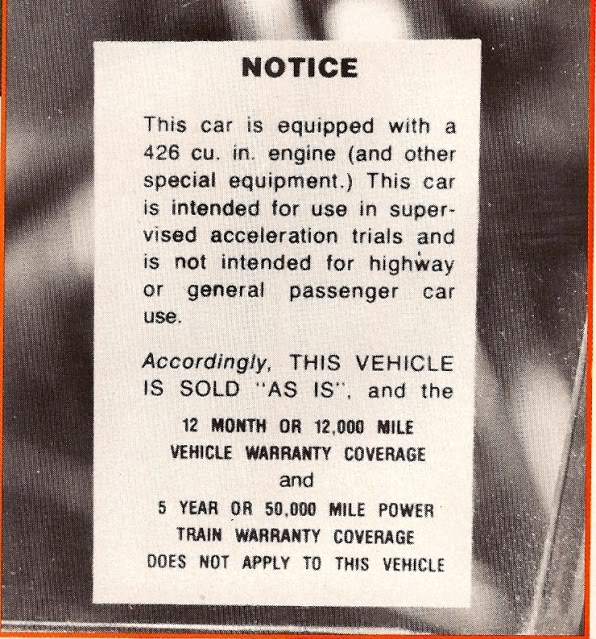 NOTICE
This car is equipped with a
426 cu. in. engine (and other
special equipment.) This car
is intended for use in super-
vised acceleration trials and
is not intended for highway
or general passenger car
use.
Accordingly, THIS VEHICLE
IS SOLD "AS IS", and the
12 MONTH OR 12,000 MILE
VEHICLE WARRANTY COVERAGE
and
5 YEAR OR 50,000 MILE POWER
TRAIN WARRANTY COVERAGE
DOES NOT APPLY TO THIS VEHICLE